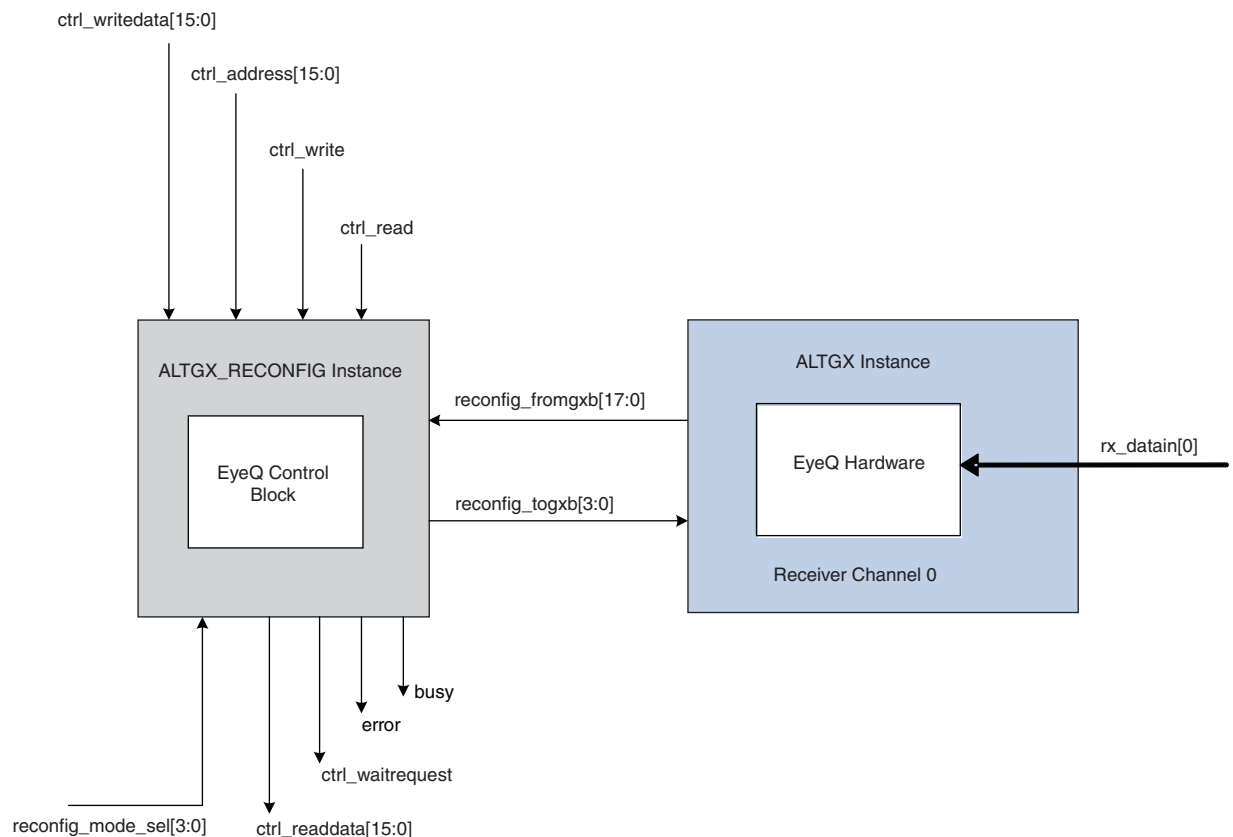 ctrl_writedata[15:0]
ctrl_address[15:0]
ctrl_write
ctrl_read
ALTGX_RECONFIG Instance
EyeQ Control
Block
reconfig_fromgxb[17:0]
reconfig_togxb[3:0]
ALTGX Instance
EyeQ Hardware
Receiver Channel 0
rx_datain[0]
busy
error
ctrl_waitrequest
reconfig_mode_sel[3:0]
ctrl_readdata[15:0]